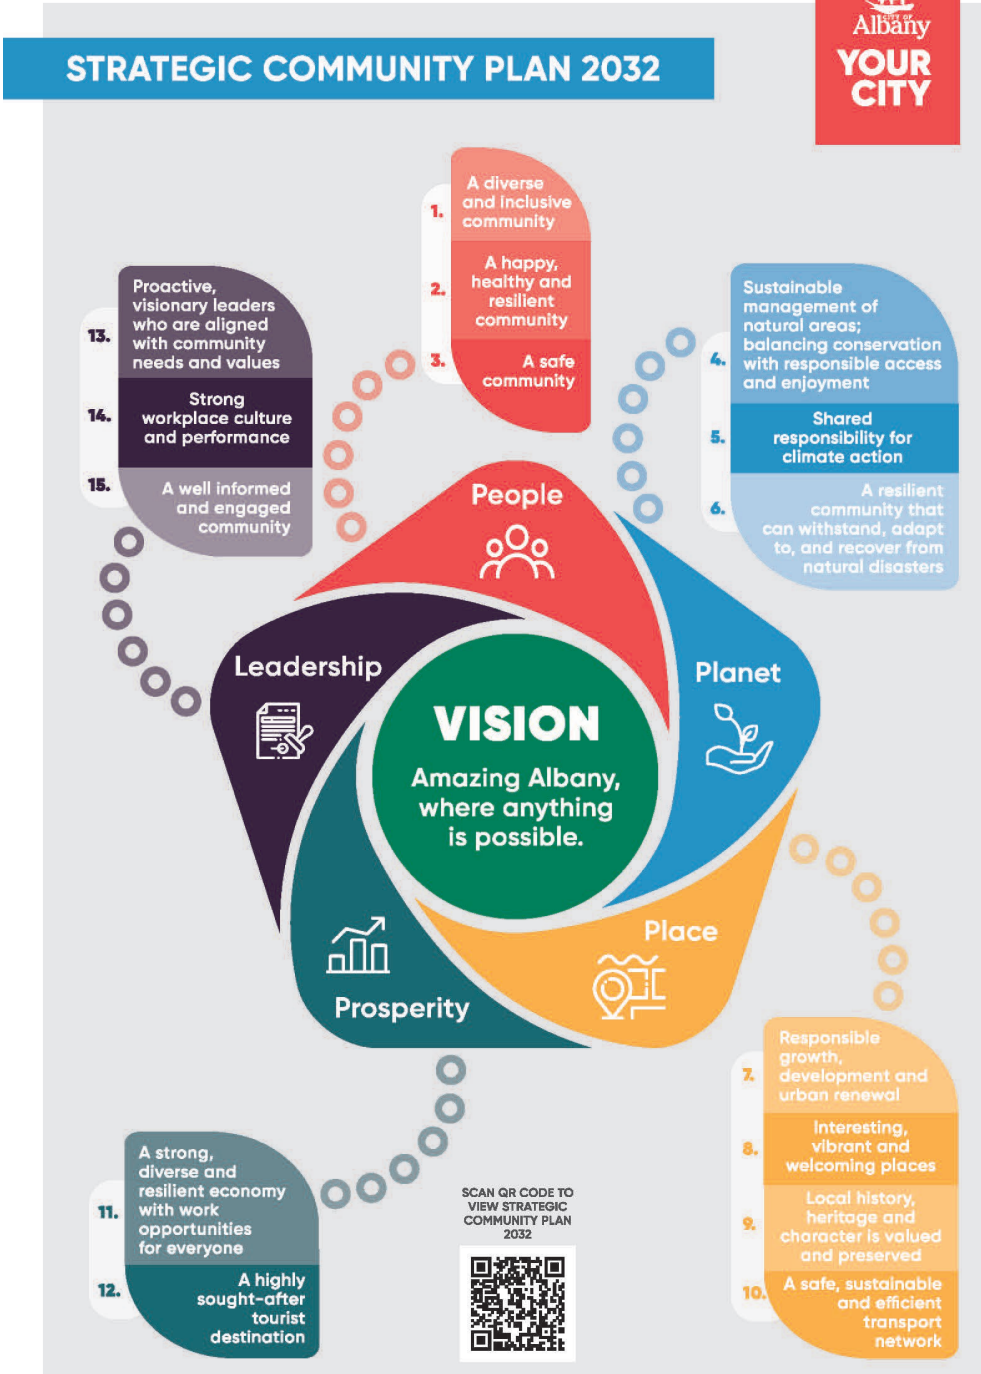 CITY OF
Albany
YOUR
CITY
STRATEGIC COMMUNITY PLAN 2032
1.
A diverse
and inclusive
community
2.
A happy,
healthy and
resilient
community
3.
A safe
community
13.
Proactive,
visionary leaders
who are aligned
with community
needs and values
14.
Strong
workplace culture
and performance
15.
A well informed
and engaged
community
4.
Sustainable
management of
natural areas;
balancing conservation
with responsible access
and enjoyment
5.
Shared
responsibility for
climate action
6.
A resilient
community that
can withstand, adapt
to, and recover from
natural disasters
People
Leadership
Planet
VISION
Amazing Albany,
where anything
is possible.
Place
Prosperity
7.
Responsible
growth,
development and
urban renewal
8.
Interesting,
vibrant and
welcoming places
9.
Local history,
heritage and
character is valued
and preserved
10.
A safe, sustainable
and efficient
transport
network
11.
A strong,
diverse and
resilient economy
with work
opportunities
for everyone
12.
A highly
sought-after
tourist
destination
SCAN QR CODE TO
VIEW STRATEGIC
COMMUNITY PLAN
2032